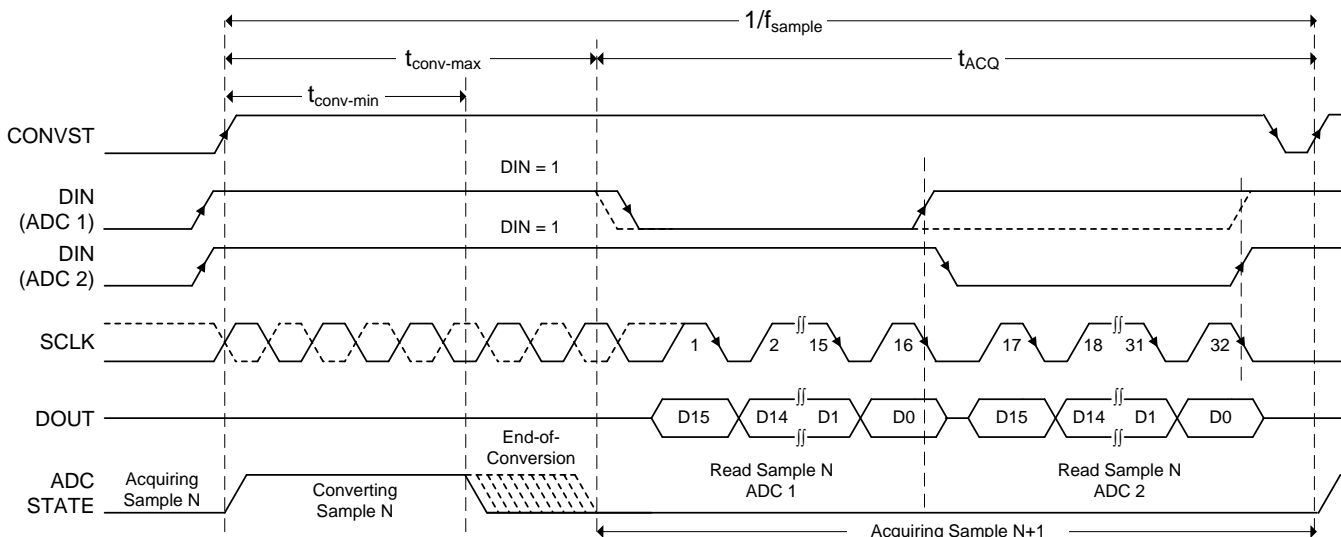 1/fsample
tconv-max
tACQ
tconv-min
CONVST
DIN = 1
DIN
(ADC 1)
DIN = 1
DIN
(ADC 2)
SCLK
1 2 15 16 17 18 31 32
DOUT
D15 D14 D1 D0 D15 D14 D1 D0
End-of-
Conversion
ADC
STATE
Acquiring
Sample N
Converting
Sample N
Read Sample N
ADC 1
Read Sample N
ADC 2
Acquiring Sample N+1